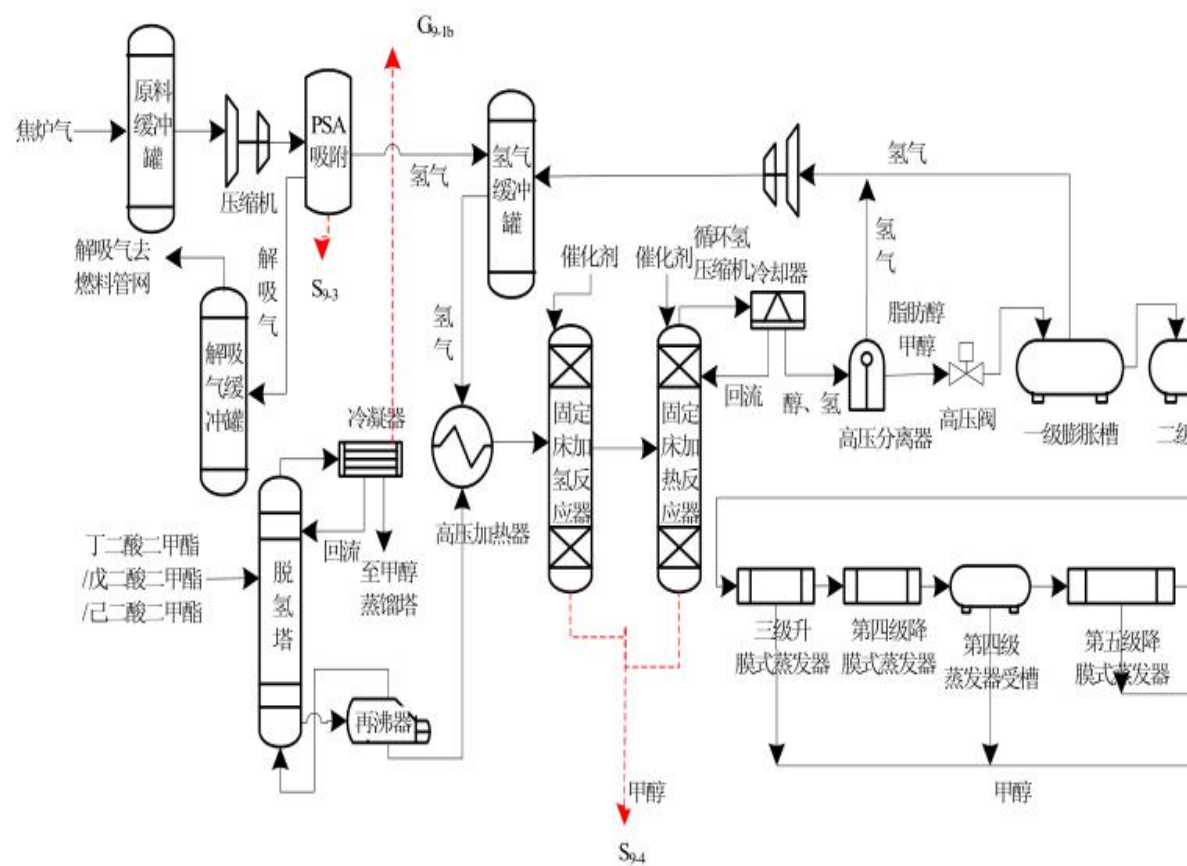 G9-1b
焦炉气
原料
缓冲
罐
压缩机
PSA
吸附
氢气
氢气
缓冲
罐
氢气
氢
气
S9-3
解吸气去
燃料管网
解
吸
气
解吸
气缓
冲罐
氢
气
催化剂
催化剂
循环氢
压缩机
冷却器
固定
床加
氢反
应器
固定
床加
热反
应器
回流
醇、氢
高压分离器
脂肪醇
甲醇
高压阀
一级膨胀槽
二级
冷凝器
高压加热器
回流
至甲醇
蒸馏塔
丁二酸二甲酯
/戊二酸二甲酯
/己二酸二甲酯
脱
氢
塔
再沸器
三级升
膜式蒸发器
第四级降
膜式蒸发器
第四级
蒸发器受槽
第五级降
膜式蒸发器
甲醇
甲醇
S9-4